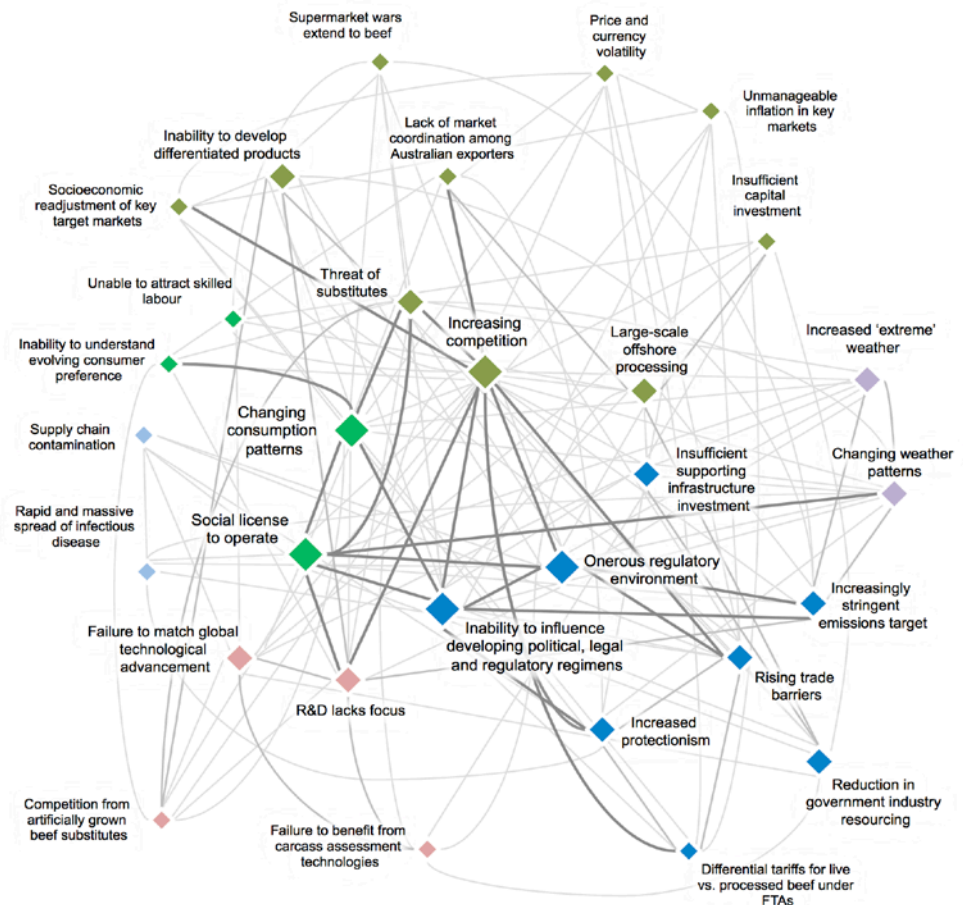 Supermarket wars
extend to beef
Price and
currency
volatility
Unmanageable
inflation in key
markets
Inability to develop
differentiated products
Lack of market
coordination among
Australian exporters
Socioeconomic
readjustment of key
target markets
Insufficient
capital
investment
Unable to attract skilled
labour
Threat of
substitutes
Increasing
competition
Large-scale
offshore
processing
Increased ‘extreme’
weather
Inability to understand
evolving consumer
preference
Changing
consumption
patterns
Supply chain
contamination
Insufficient
supporting
infrastructure
investment
Changing weather
patterns
Rapid and massive
spread of infectious
disease
Social license
to operate
Onerous regulatory
environment
Increasingly
stringent
emissions target
Failure to match global
technological
advancement
Inability to influence
developing political, legal
and regulatory regimens
Rising trade
barriers
R&D lacks focus
Increased
protectionism
Reduction in
government industry
resourcing
Competition from
artificially grown
beef substitutes
Failure to benefit from
carcass assessment
technologies
Differential tariffs for live
vs. processed beef under
FTAs